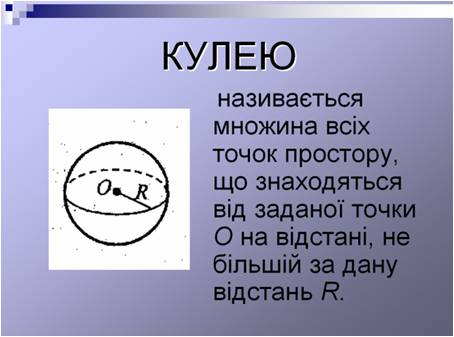 КУЛЕЮ
називається
множина всіх
точок простору,
що знаходяться
від заданої точки
O на відстані, не
більшій за дану
відстань R.
O R